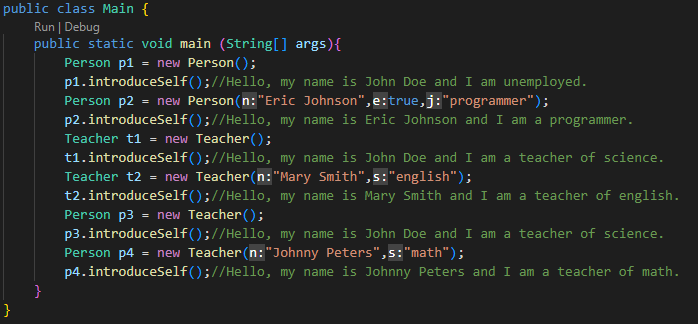 public class Main {
Run | Debug
public static void main (String[] args){
Person p1 = new Person();
p1.introduceSelf();//Hello, my name is John Doe and I am unemployed.
Person p2 = new Person(n:"Eric Johnson",e:true,j:"programmer");
p2.introduceSelf();//Hello, my name is Eric Johnson and I am a programmer.
Teacher t1 = new Teacher();
t1.introduceSelf();//Hello, my name is John Doe and I am a teacher of science.
Teacher t2 = new Teacher(n:"Mary Smith",s:"english");
t2.introduceSelf();//Hello, my name is Mary Smith and I am a teacher of english.
Person p3 = new Teacher();
p3.introduceSelf();//Hello, my name is John Doe and I am a teacher of science.
Person p4 = new Teacher(n:"Johnny Peters",s:"math");
p4.introduceSelf();//Hello, my name is Johnny Peters and I am a teacher of math.
}
}